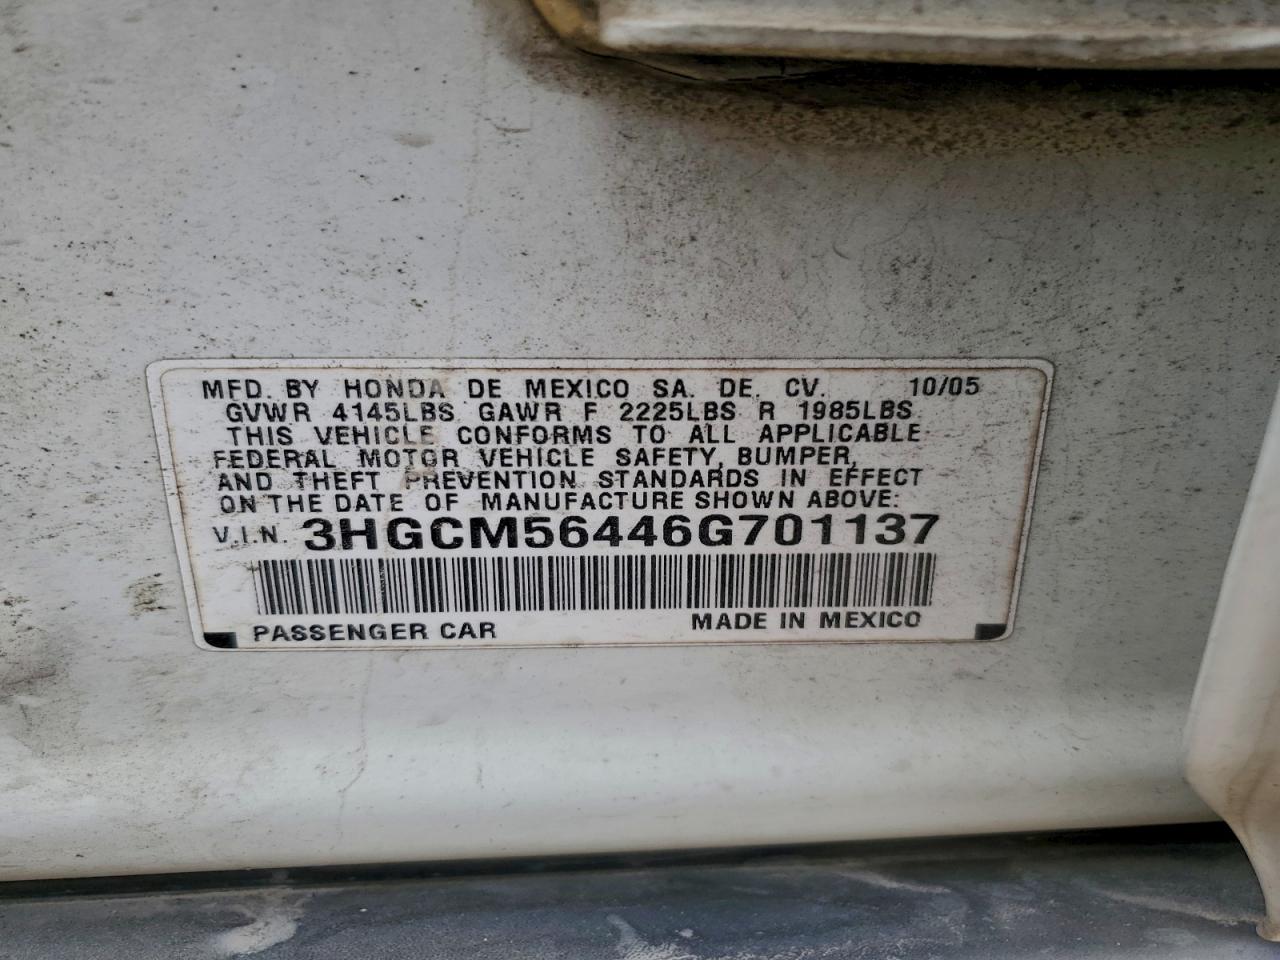 MFD. BY HONDA DE MEXICO SA. DE. CV. 10/05
GVWR 4145LBS GAWR F 2225LBS R 1985LBS
THIS VEHICLE CONFORMS TO ALL APPLICABLE
FEDERAL MOTOR VEHICLE SAFETY, BUMPER,
AND THEFT PREVENTION STANDARDS IN EFFECT
ON THE DATE OF MANUFACTURE SHOWN ABOVE:
V.I.N. 3HGCM56446G701137
PASSENGER CAR MADE IN MEXICO